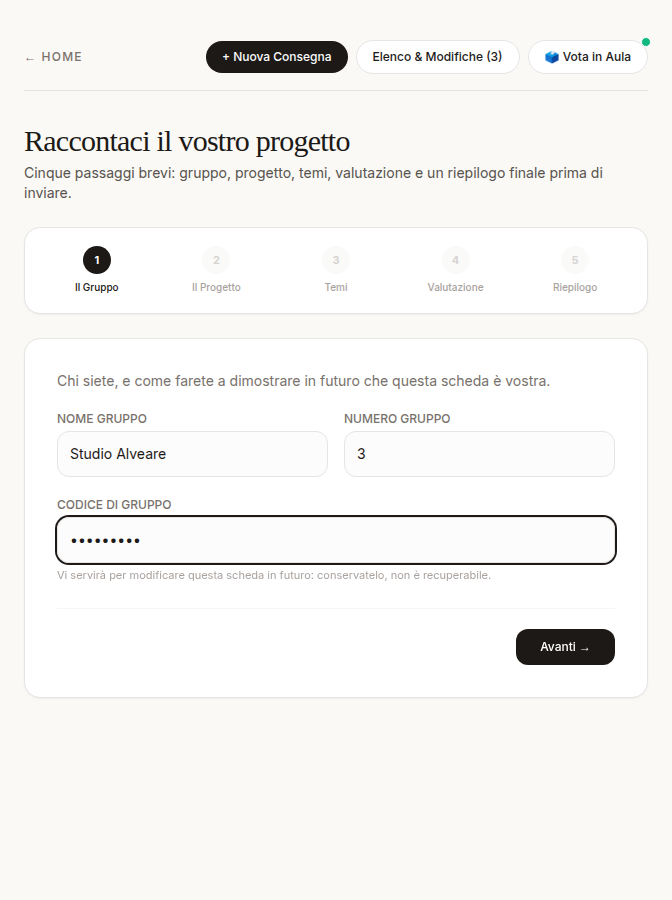 ← HOME
+ Nuova Consegna
Elenco & Modifiche (3)
🗳️ Vota in Aula
Raccontaci il vostro progetto
Cinque passaggi brevi: gruppo, progetto, temi, valutazione e un riepilogo finale prima di
inviare.
1
2
3
4
5
Il Gruppo
Il Progetto
Temi
Valutazione
Riepilogo
Chi siete, e come farete a dimostrare in futuro che questa scheda è vostra.
NOME GRUPPO
NUMERO GRUPPO
Studio Alveare
3
CODICE DI GRUPPO
•••••••••
Vi servirà per modificare questa scheda in futuro: conservatelo, non è recuperabile.
Avanti →